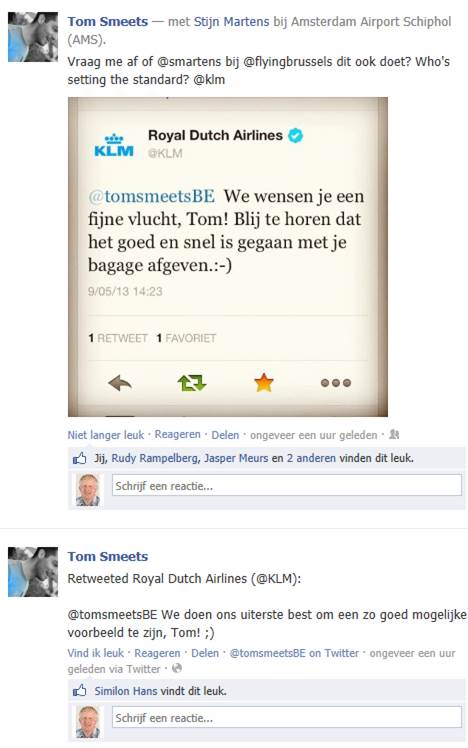 Tom Smeets — met Stijn Martens bij Amsterdam Airport Schiphol
(AMS).
Vraag me af of @smartens bij @flyingbrussels dit ook doet? Who's
setting the standard? @klm
KLM
Royal Dutch Airlines
@KLM
@tomsmeetsBE We wensen je een
fijne vlucht, Tom! Blij te horen dat
het goed en snel is gegaan met je
bagage afgeven.:-)
9/05/13 14:23
1 RETWEET 1 FAVORIET
Niet langer leuk · Reageren · Delen · ongeveer een uur geleden ·
Jij, Rudy Rampelberg, Jasper Meurs en 2 anderen vinden dit leuk.
Schrijf een reactie...
Tom Smeets
Retweeted Royal Dutch Airlines (@KLM):
@tomsmeetsBE We doen ons uiterste best om een zo goed mogelijke
voorbeeld te zijn, Tom! ;)
Vind ik leuk · Reageren · Delen · @tomsmeetsBE on Twitter · ongeveer een uur
geleden via Twitter ·
Similon Hans vindt dit leuk.
Schrijf een reactie...